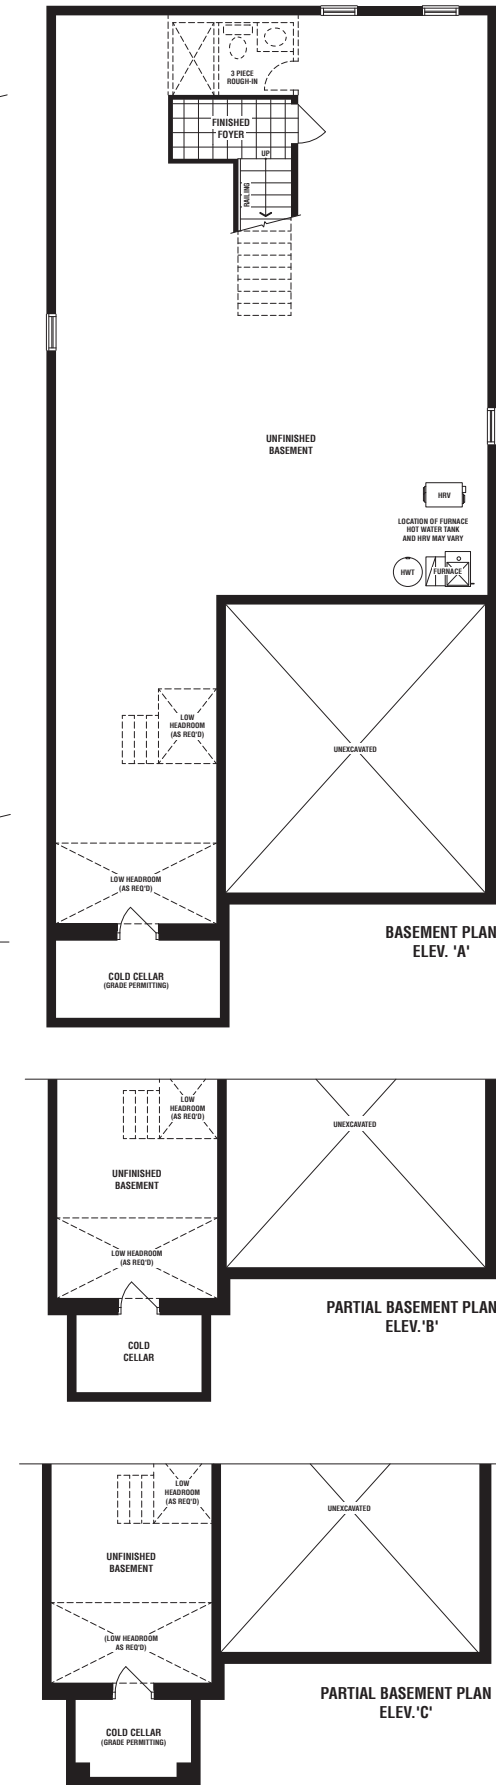 3 PIECE
ROUGH-IN
FINISHED
FOYER
UP
RAILING
UNFINISHED
BASEMENT
HRV
LOCATION OF FURNACE
HOT WATER TANK
AND HRV MAY VARY
HWT
FURNACE
LOW
HEADROOM
(AS REQ'D)
UNEXCAVATED
LOW HEADROOM
(AS REQ'D)
BASEMENT PLAN
ELEV. 'A'
COLD CELLAR
(GRADE PERMITTING)
LOW
HEADROOM
(AS REQ'D)
UNEXCAVATED
UNFINISHED
BASEMENT
LOW HEADROOM
(AS REQ'D)
PARTIAL BASEMENT PLAN
ELEV.'B'
COLD
CELLAR
LOW
HEADROOM
(AS REQ'D)
UNEXCAVATED
UNFINISHED
BASEMENT
(LOW HEADROOM
AS REQ'D)
PARTIAL BASEMENT PLAN
ELEV.'C'
COLD CELLAR
(GRADE PERMITTING)